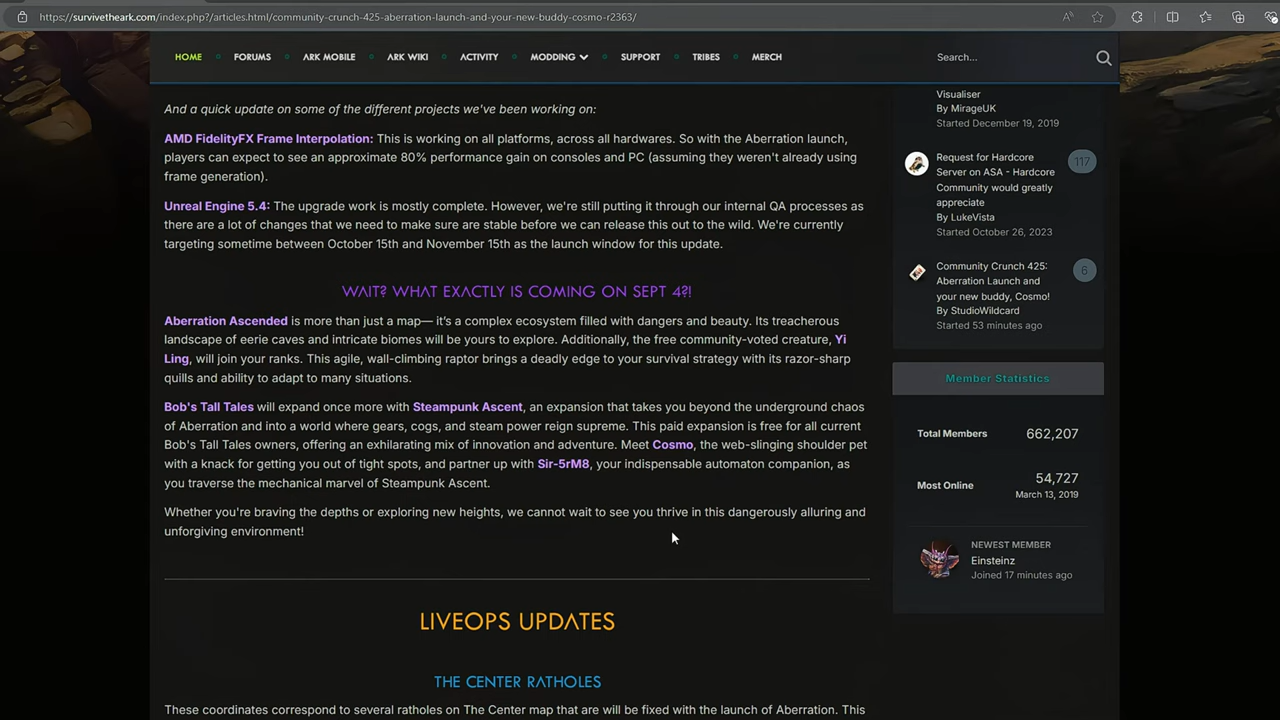 https://survivetheark.com/index.php?/articles.html/community-crunch-425-aberration-launch-and-your-new-buddy-cosmo-r2363/
HOME
FORUMS
ARK MOBILE
ARK WIKI
ACTIVITY
MODDING
SUPPORT
TRIBES
MERCH
Search...
And a quick update on some of the different projects we've been working on:
AMD FidelityFX Frame Interpolation: This is working on all platforms, across all hardwares. So with the Aberration launch,
players can expect to see an approximate 80% performance gain on consoles and PC (assuming they weren't already using
frame generation).
Unreal Engine 5.4: The upgrade work is mostly complete. However, we're still putting it through our internal QA processes as
there are a lot of changes that we need to make sure are stable before we can release this out to the wild. We're currently
targeting sometime between October 15th and November 15th as the launch window for this update.
WAIT? WHAT EXACTLY IS COMING ON SEPT 4?!
Aberration Ascended is more than just a map— it's a complex ecosystem filled with dangers and beauty. Its treacherous
landscape of eerie caves and intricate biomes will be yours to explore. Additionally, the free community-voted creature, Yi
Ling, will join your ranks. This agile, wall-climbing raptor brings a deadly edge to your survival strategy with its razor-sharp
quills and ability to adapt to many situations.
Bob's Tall Tales will expand once more with Steampunk Ascent, an expansion that takes you beyond the underground chaos
of Aberration and into a world where gears, cogs, and steam power reign supreme. This paid expansion is free for all current
Bob's Tall Tales owners, offering an exhilarating mix of innovation and adventure. Meet Cosmo, the web-slinging shoulder pet
with a knack for getting you out of tight spots, and partner up with Sir-5rM8, your indispensable automaton companion, as
you traverse the mechanical marvel of Steampunk Ascent.
Whether you're braving the depths or exploring new heights, we cannot wait to see you thrive in this dangerously alluring and
unforgiving environment!
LIVEOPS UPDATES
THE CENTER RATHOLES
These coordinates correspond to several ratholes on The Center map that are will be fixed with the launch of Aberration. This
Visualiser
By MirageUK
Started December 19, 2019
Request for Hardcore
Server on ASA - Hardcore
Community would greatly
appreciate
By LukeVista
Started October 26, 2023
117
Community Crunch 425:
Aberration Launch and
your new buddy, Cosmo!
By StudioWildcard
Started 53 minutes ago
6
Member Statistics
Total Members
662,207
Most Online
54,727
March 13, 2019
NEWEST MEMBER
Einsteinz
Joined 17 minutes ago